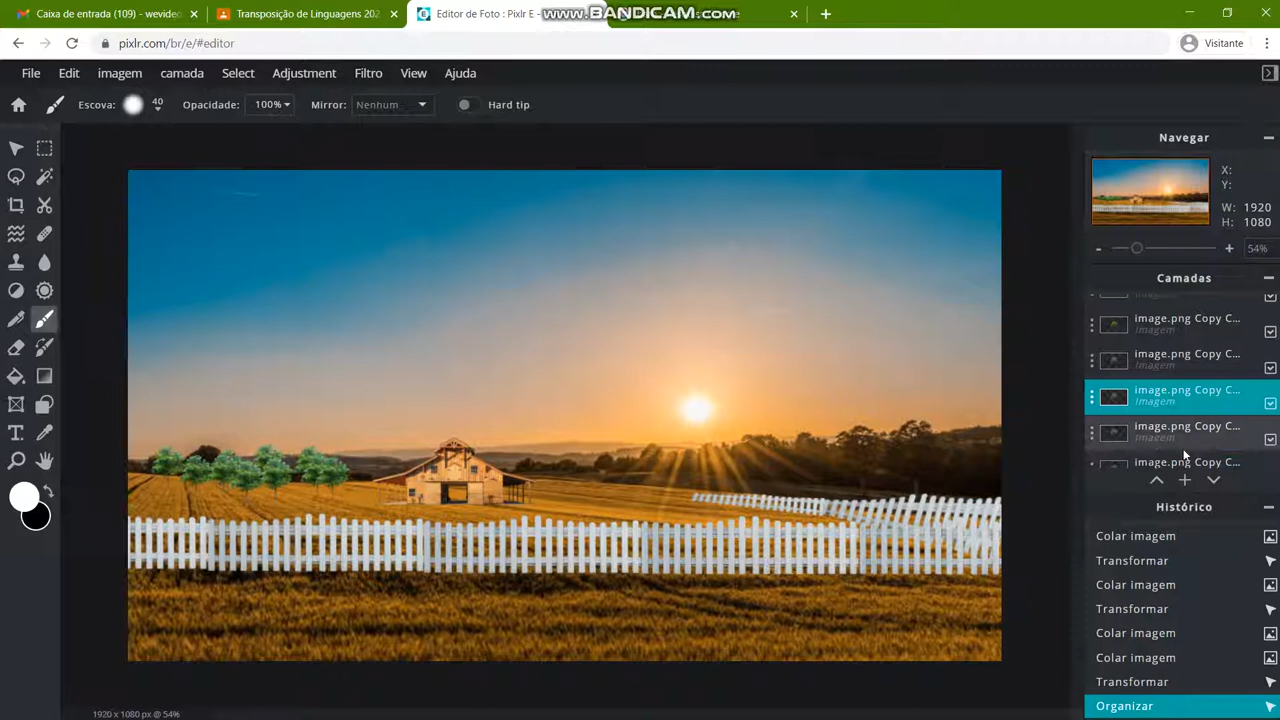 Caixa de entrada (109) - wevideo
Transposição de Linguagens 202
Editor de Foto : Pixlr E -
WWW.BANDICAM.COM
pixlr.com/br/e/#editor
Visitante
File Edit imagem camada Select Adjustment Filtro View Ajuda
Escova: 40 Opacidade: 100% Mirror: Nenhum Hard tip
Navegar
X:
Y:
W: 1920
H: 1080
- + 54%
Camadas
image.png Copy C...
Imagem
image.png Copy C...
Imagem
image.png Copy C...
Imagem
image.png Copy C...
Imagem
image.png Copy C...
Histórico
Colar imagem
Transformar
Colar imagem
Transformar
Colar imagem
Colar imagem
Transformar
Organizar
1920 x 1080 px @ 54%